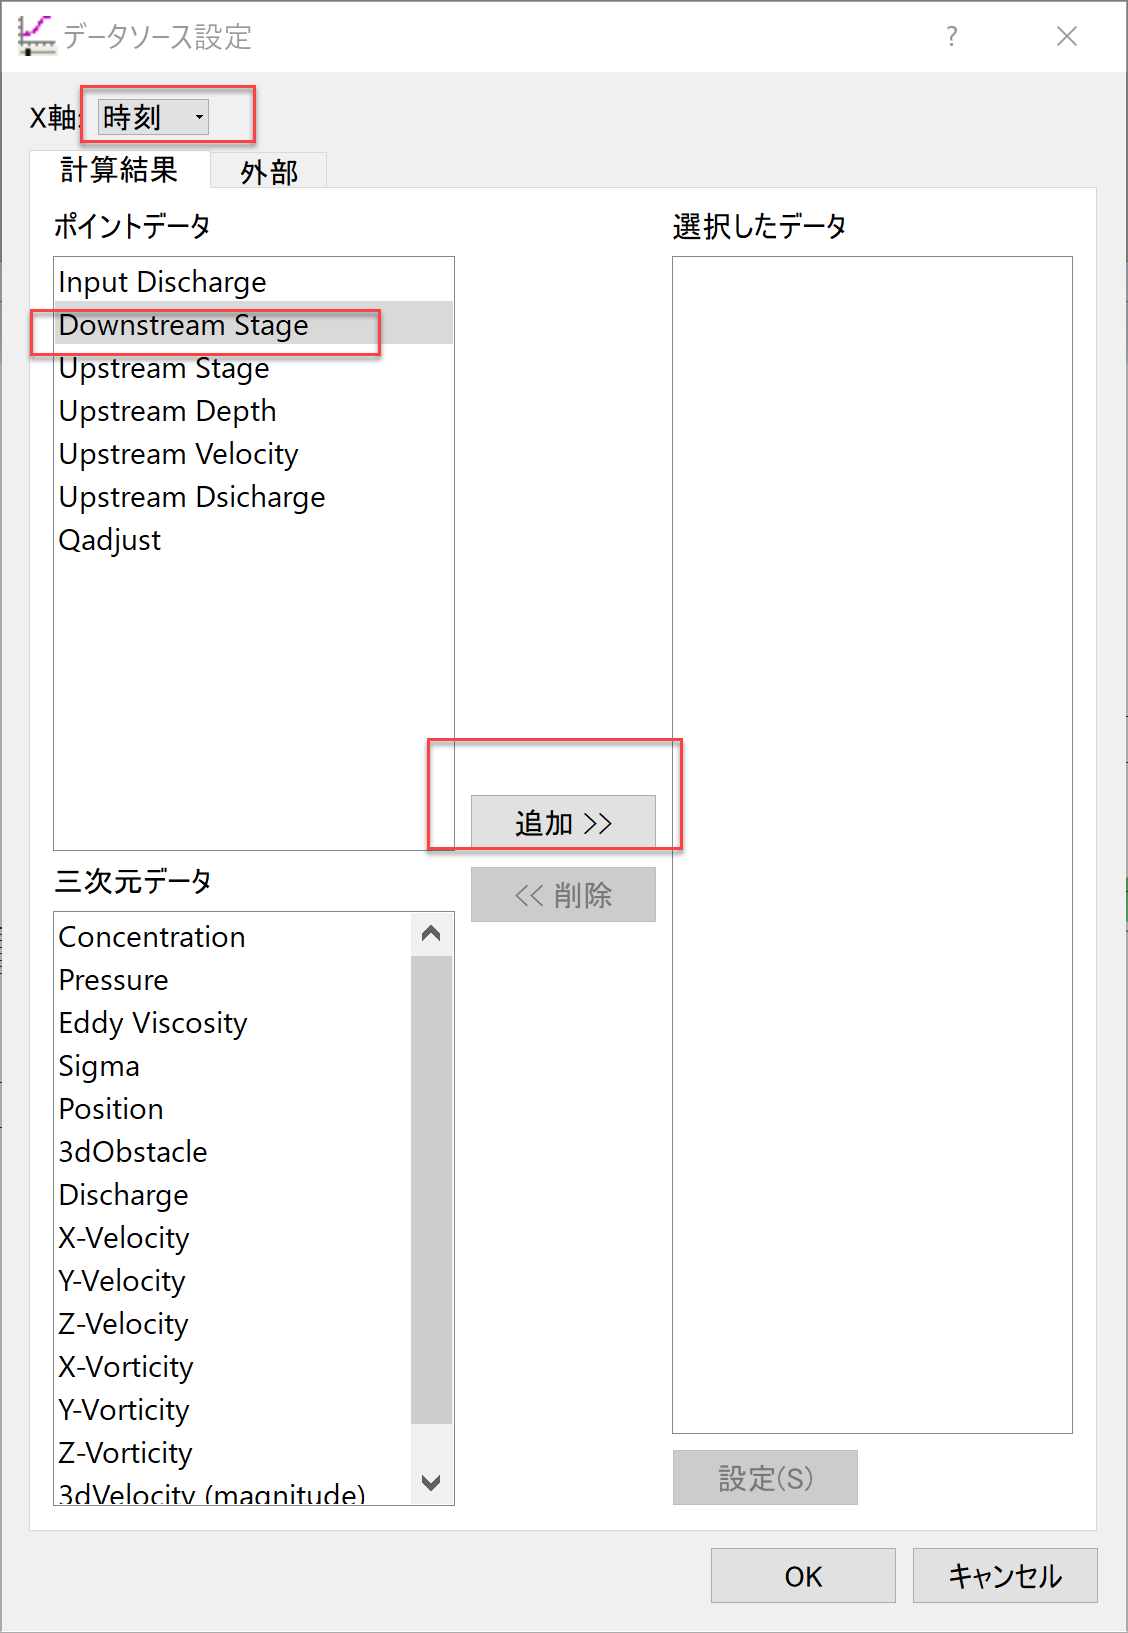 データソース設定
?
X軸: 時刻
計算結果 外部
ポイントデータ
Input Discharge
Downstream Stage
Upstream Stage
Upstream Depth
Upstream Velocity
Upstream Dsicharge
Qadjust
追加 >>
<< 削除
三次元データ
Concentration
Pressure
Eddy Viscosity
Sigma
Position
3dObstacle
Discharge
X-Velocity
Y-Velocity
Z-Velocity
X-Vorticity
Y-Vorticity
Z-Vorticity
3dVelocity (magnitude)
選択したデータ
設定(S)
OK キャンセル